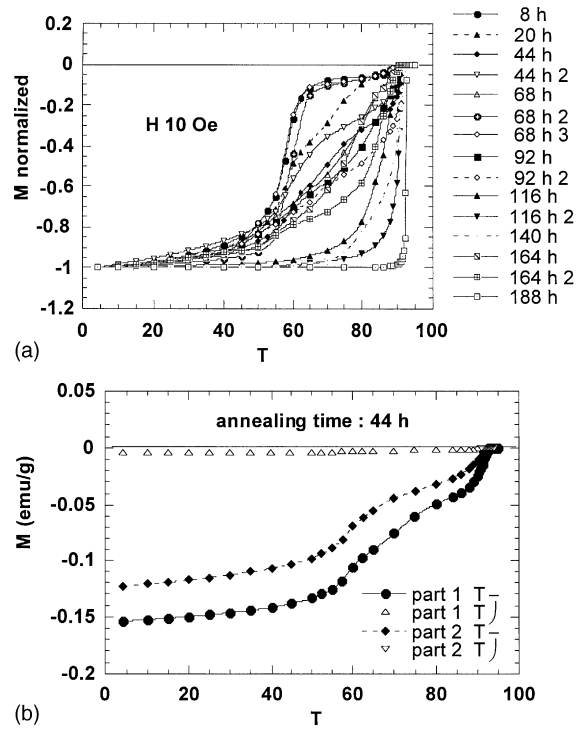 0.2
0
-0.2
-0.4
-0.6
-0.8
-1
-1.2
M normalized
H 10 Oe
0 20 40 60 80 100
T
(a)
8 h
20 h
44 h
44 h 2
68 h
68 h 2
68 h 3
92 h
92 h 2
116 h
116 h 2
140 h
164 h
164 h 2
188 h
0.05
0
-0.05
-0.1
-0.15
-0.2
M (emu/g)
annealing time : 44 h
part 1 T
part 1 T
part 2 T
part 2 T
0 20 40 60 80 100
T
(b)